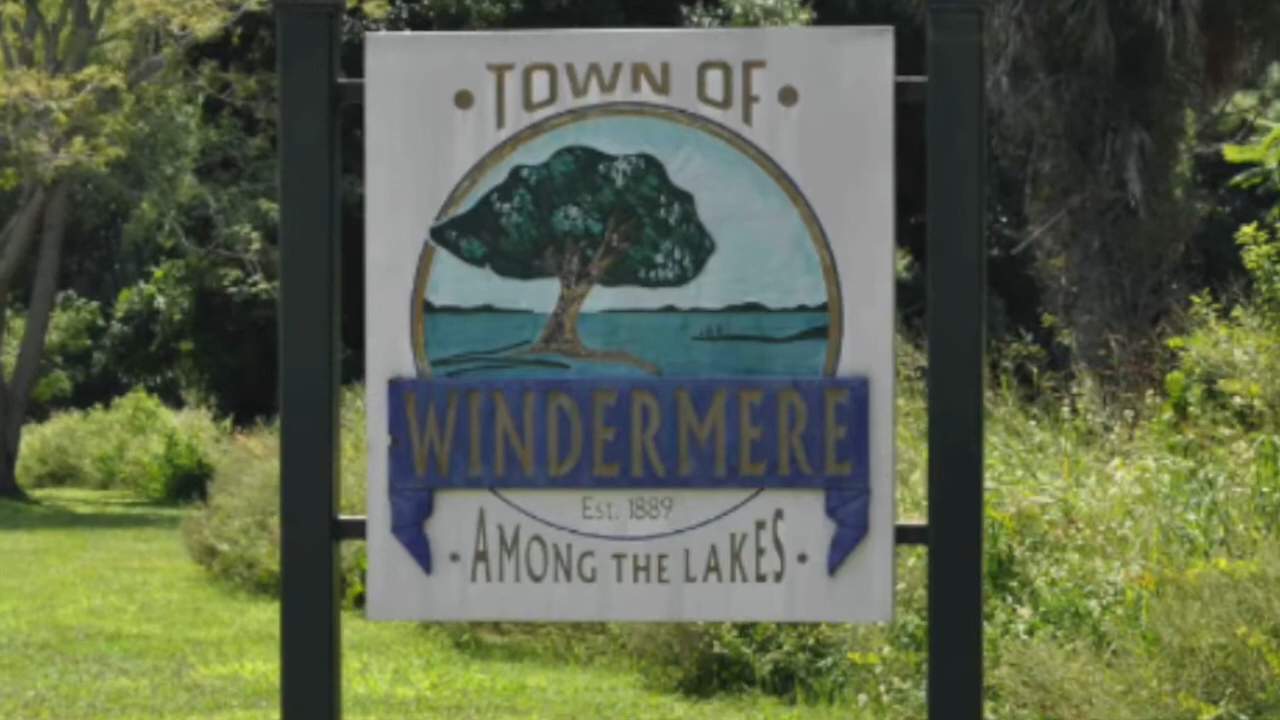 • TOWN OF •
WINDERMERE
Est. 1889
• AMONG THE LAKES •